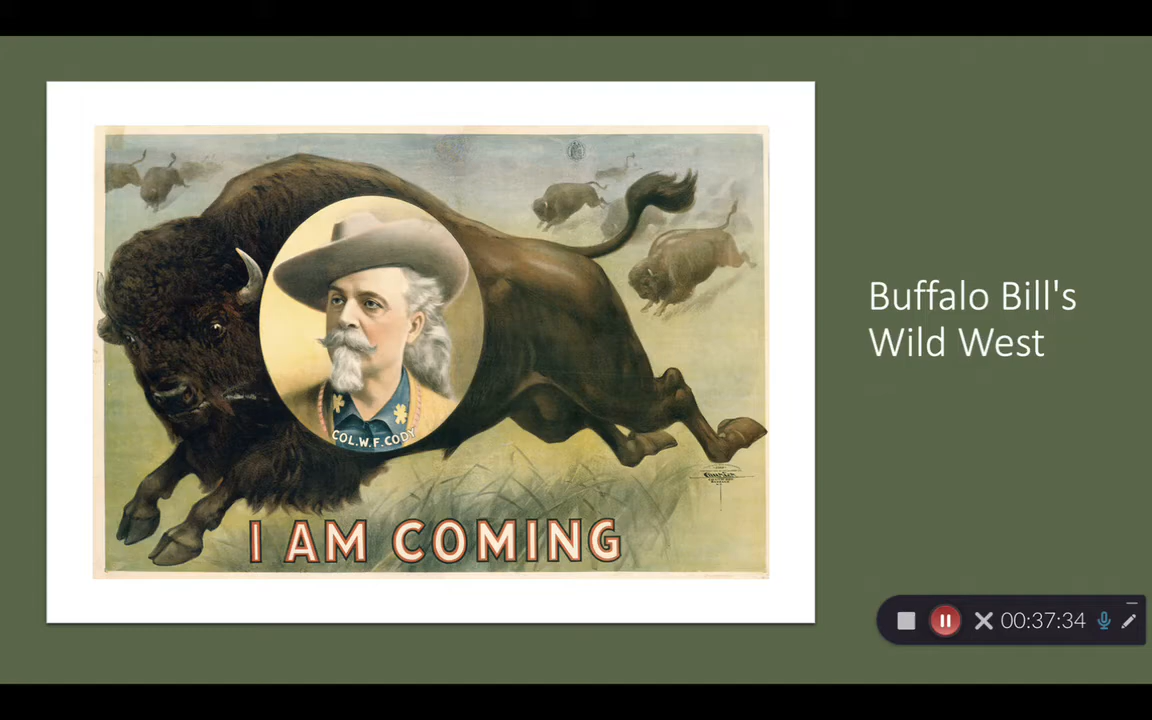 COL. W. F. CODY
I AM COMING
Buffalo Bill's
Wild West
00:37:34